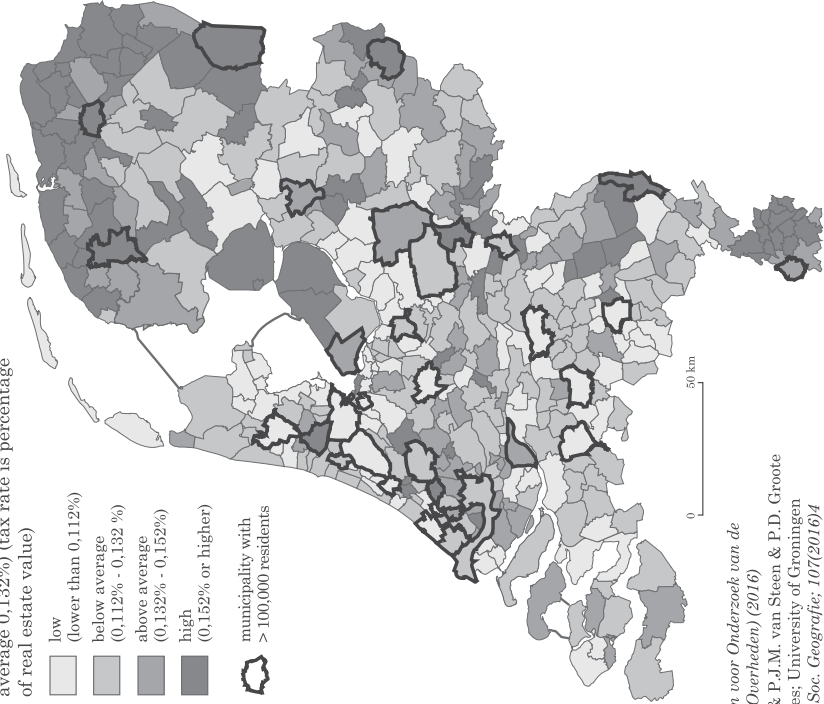 average 0,132%) (tax rate is percentage
of real estate value)
low
(lower than 0,112%)
below average
(0,112% - 0,132 %)
above average
(0,132% - 0,152%)
high
(0,152% or higher)
municipality with
> 100,000 residents
0 50 km
n voor Onderzoek van de
Overheden) (2016)
& P.J.M. van Steen & P.D. Groote
es; University of Groningen
Soc. Geografie; 107(2016)4